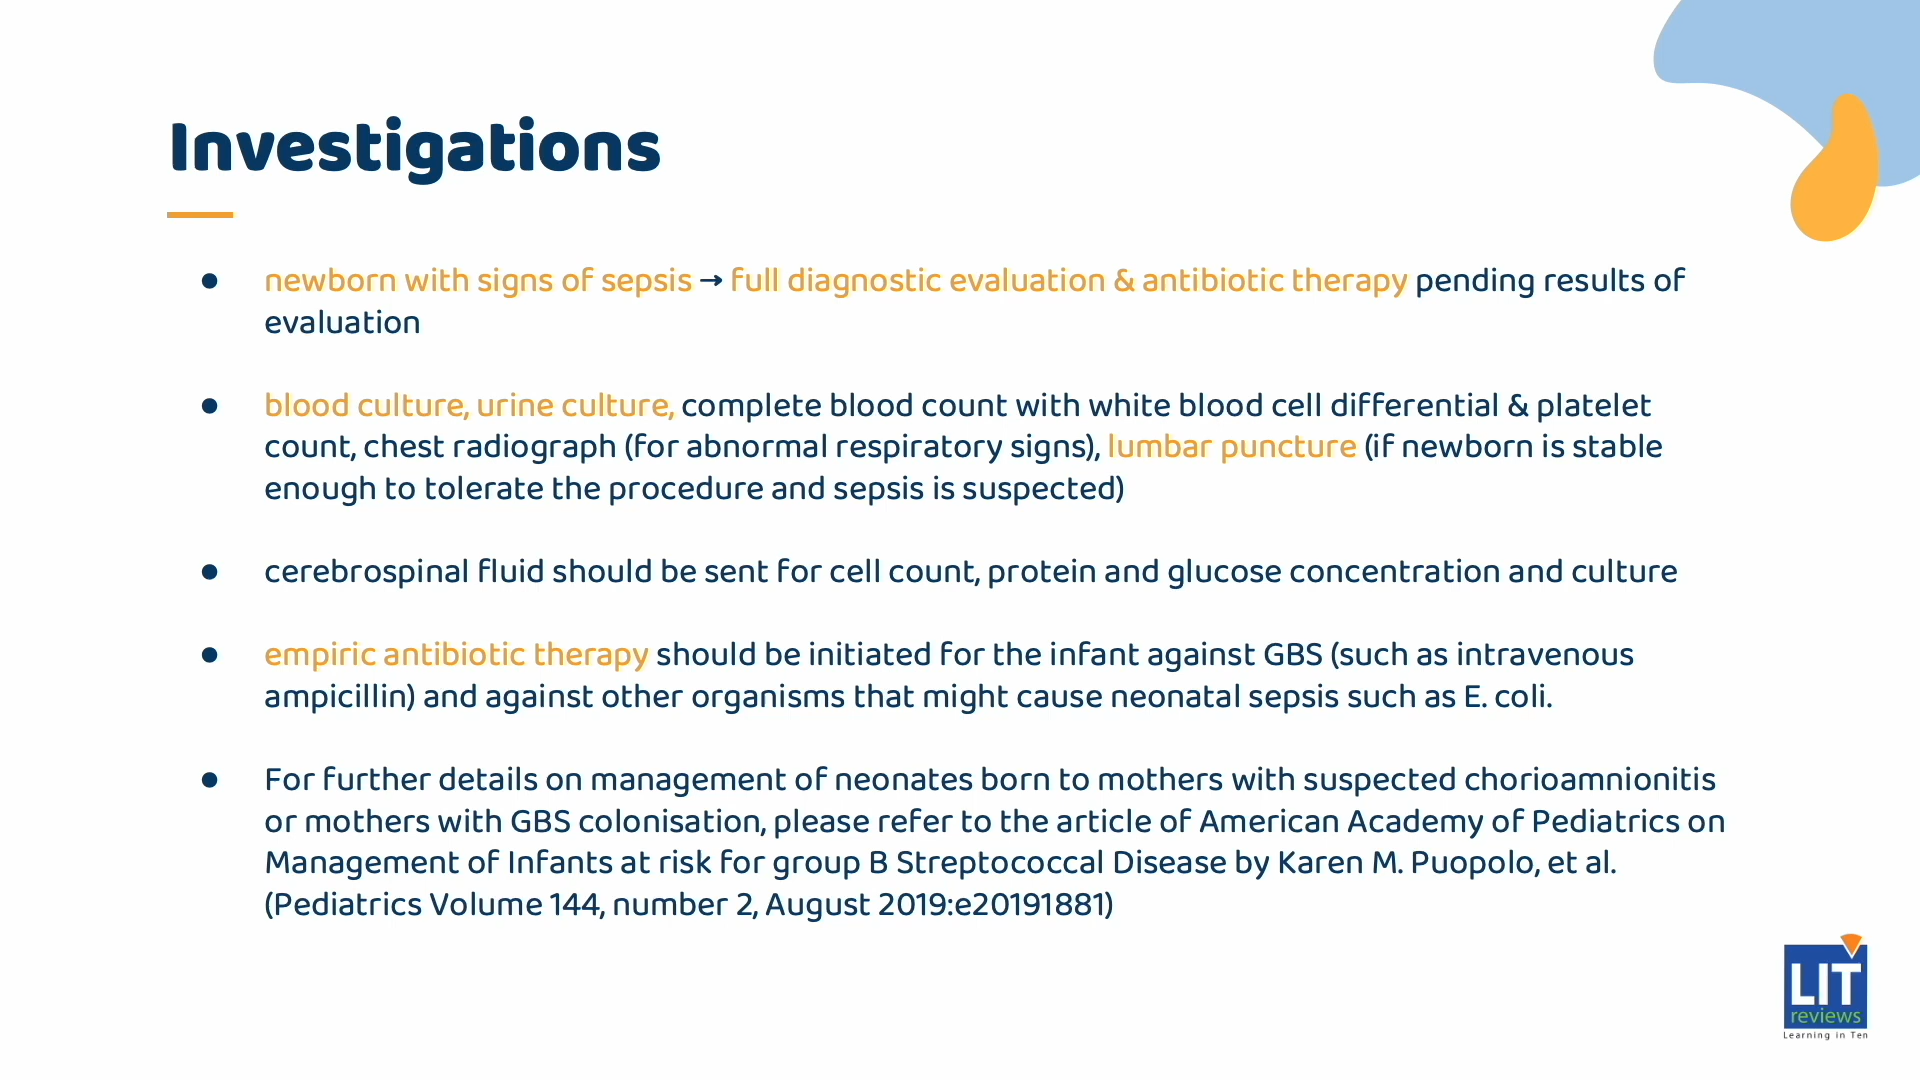 Investigations
● newborn with signs of sepsis → full diagnostic evaluation & antibiotic therapy pending results of
evaluation
● blood culture, urine culture, complete blood count with white blood cell differential & platelet
count, chest radiograph (for abnormal respiratory signs), lumbar puncture (if newborn is stable
enough to tolerate the procedure and sepsis is suspected)
● cerebrospinal fluid should be sent for cell count, protein and glucose concentration and culture
● empiric antibiotic therapy should be initiated for the infant against GBS (such as intravenous
ampicillin) and against other organisms that might cause neonatal sepsis such as E. coli.
● For further details on management of neonates born to mothers with suspected chorioamnionitis
or mothers with GBS colonisation, please refer to the article of American Academy of Pediatrics on
Management of Infants at risk for group B Streptococcal Disease by Karen M. Puopolo, et al.
(Pediatrics Volume 144, number 2, August 2019:e20191881)
LIT
reviews
Learning in Ten